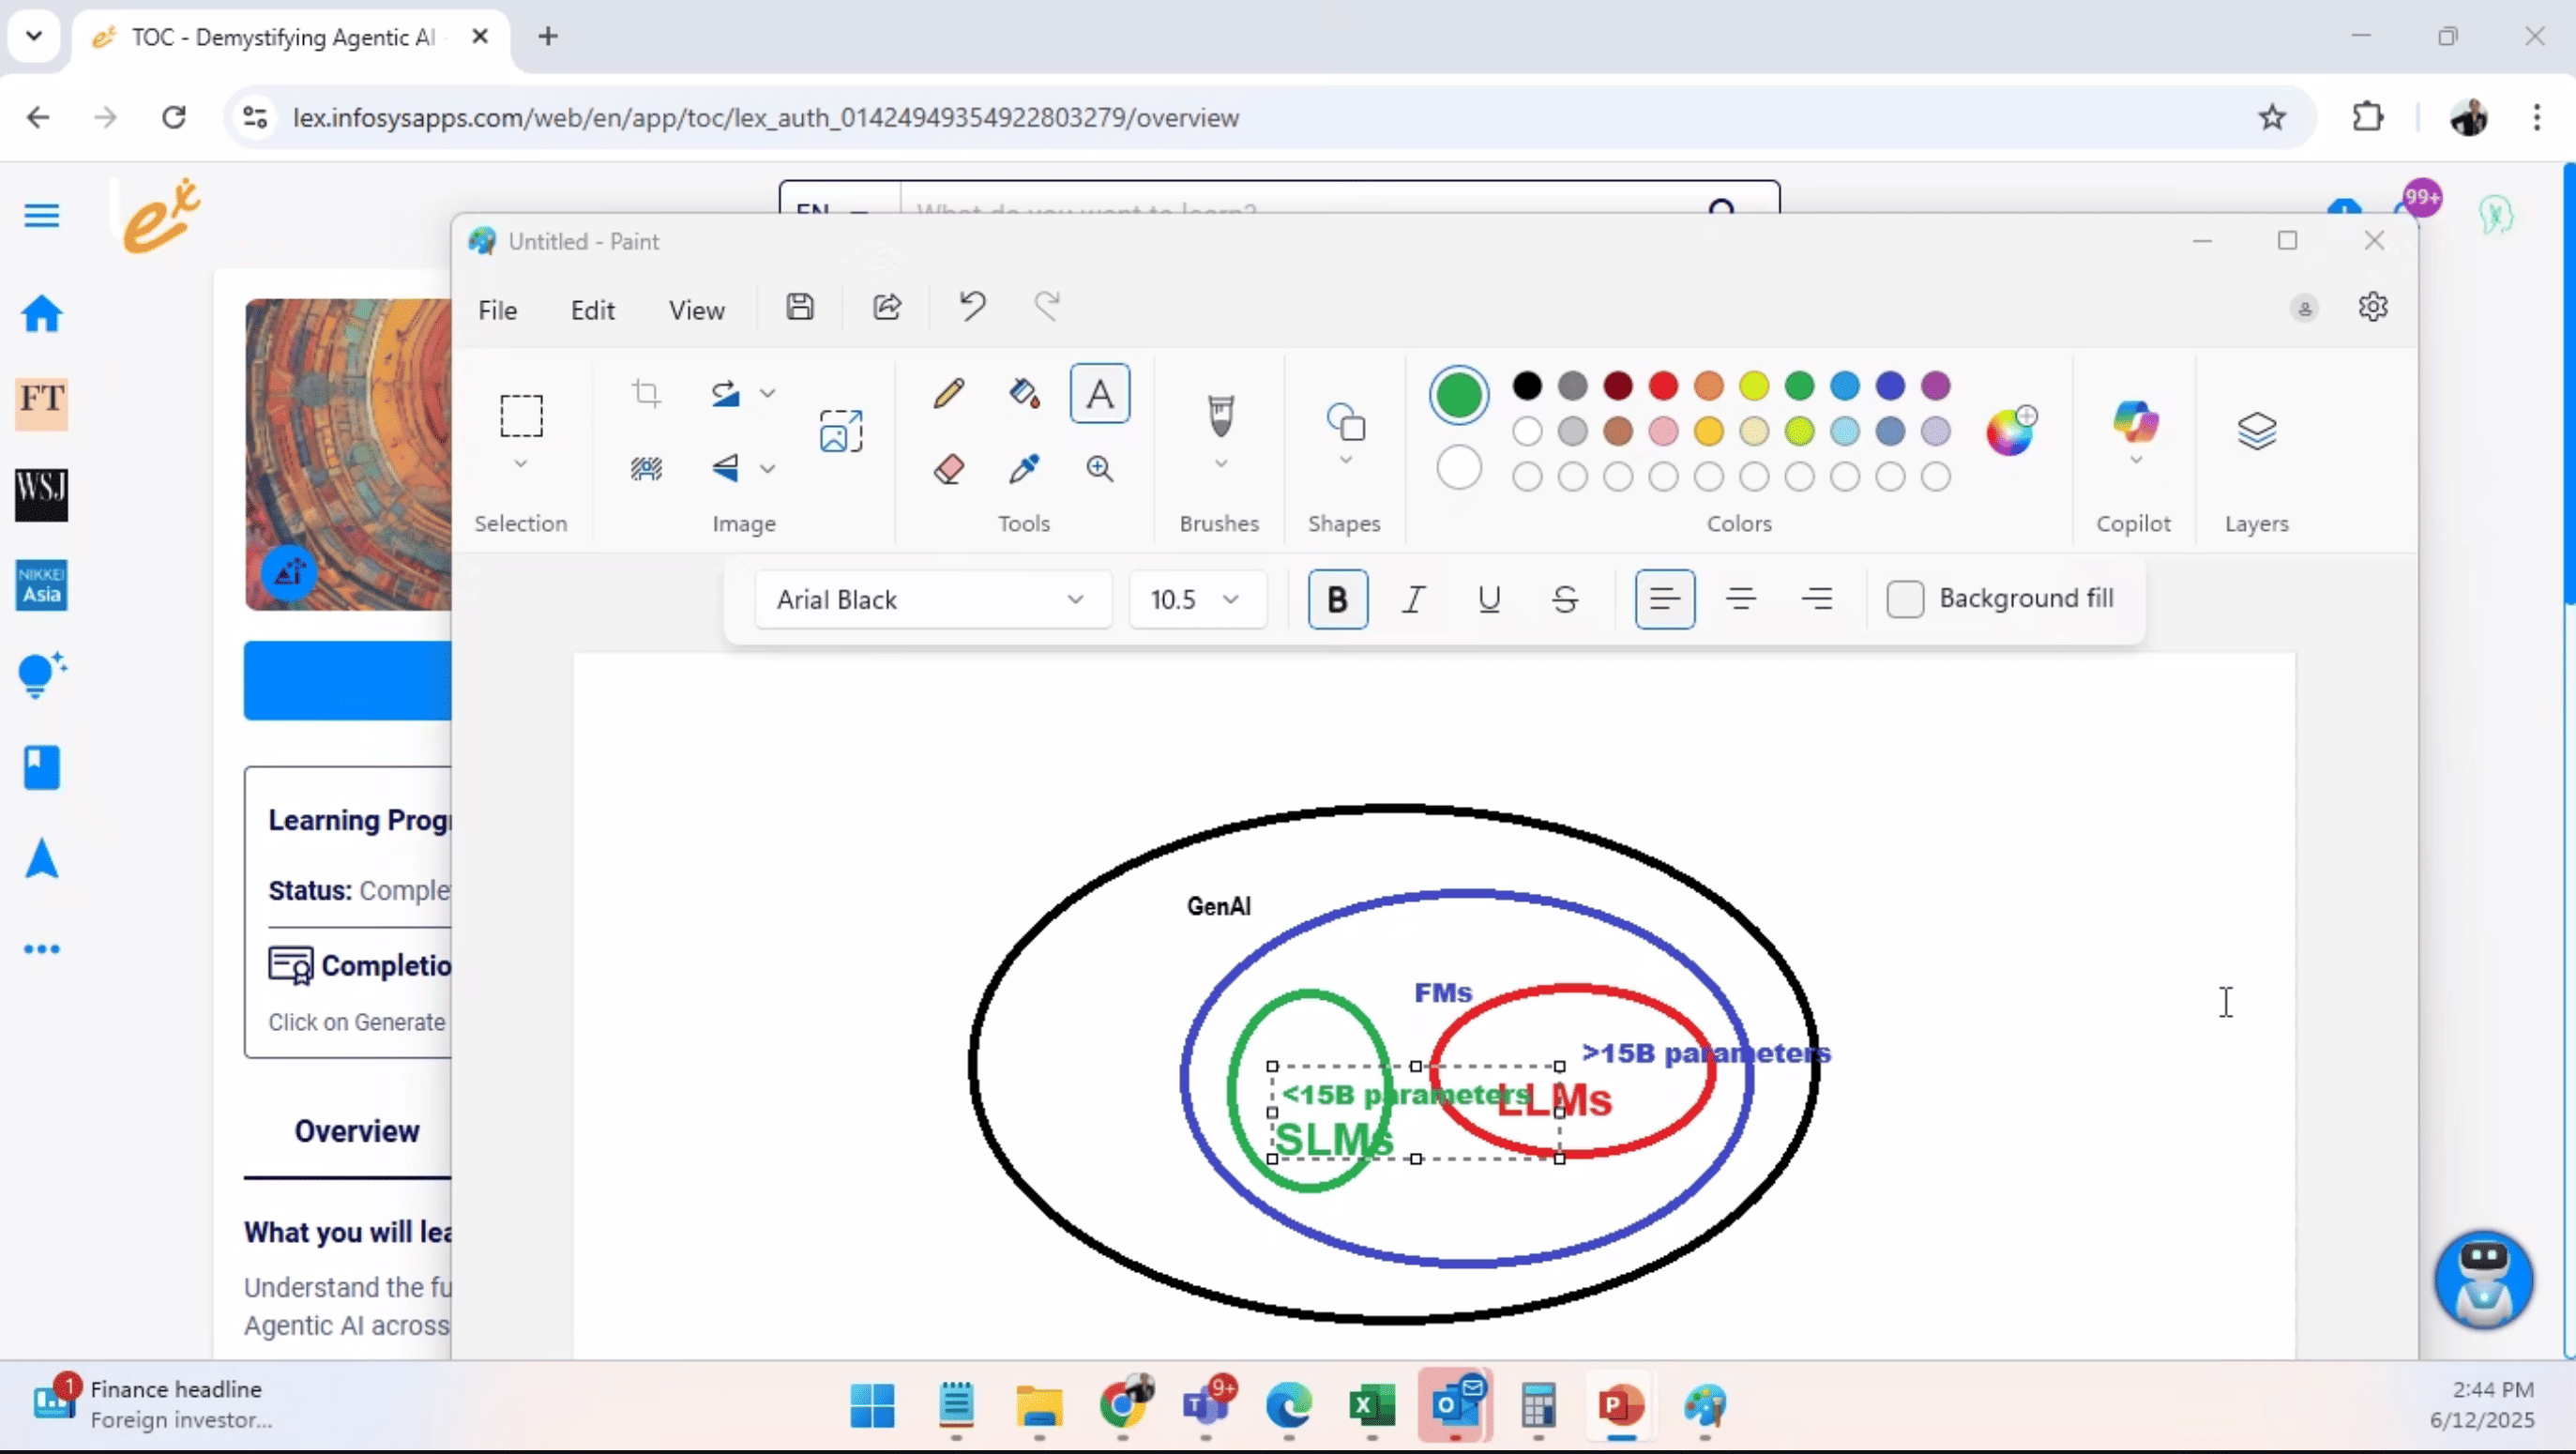 TOC - Demystifying Agentic AI
lex.infosysapps.com/web/en/app/toc/lex_auth_01424949354922803279/overview
ex
EN
What do you want to learn?
99+
FT
WSJ
NIKKEI
Asia
Untitled - Paint
File
Edit
View
Selection
Image
A
Tools
Brushes
Shapes
Colors
Copilot
Layers
Arial Black
10.5
B
I
U
S
Background fill
Learning Progr
Status: Comple
Completio
Click on Generate
Overview
What you will lea
Understand the fu
Agentic AI across
GenAI
FMs
>15B parameters
<15B parameters
LLMs
SLMs
1
Finance headline
Foreign investor...
9+
2:44 PM
6/12/2025